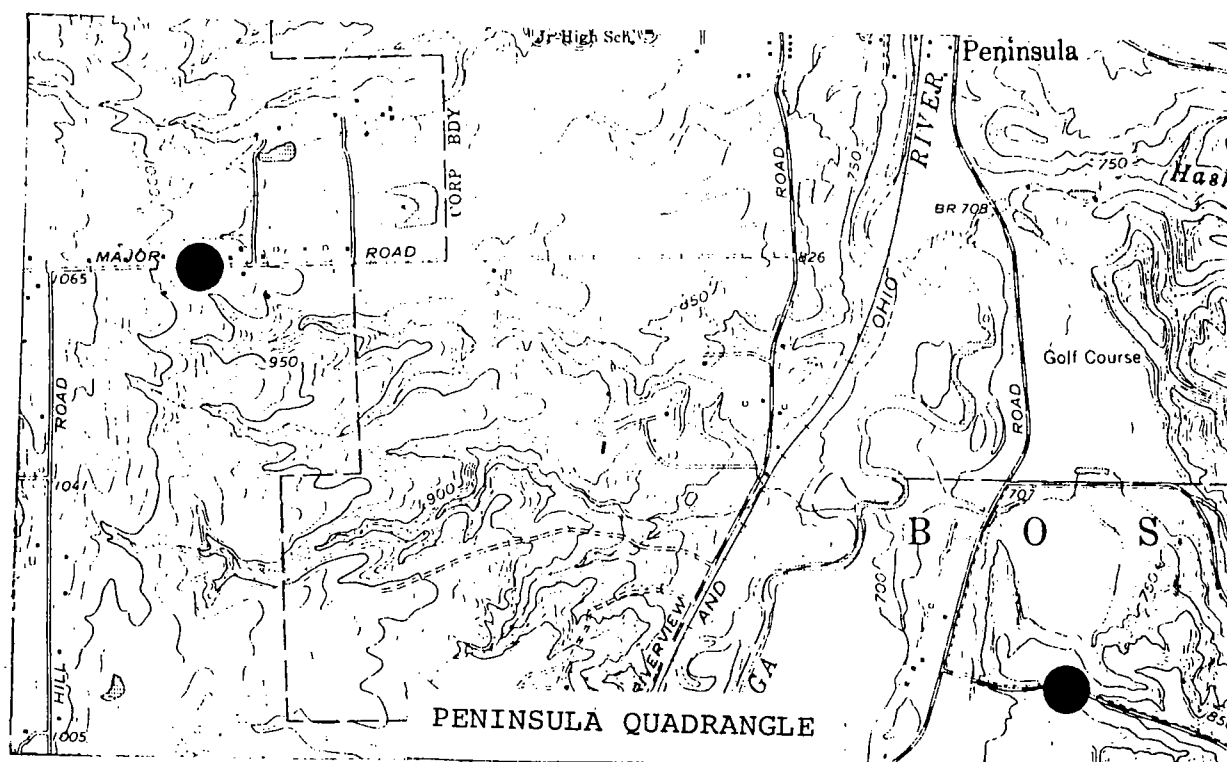 Jr High Sch
Peninsula
RIVER
CORP BDY
ROAD
750
750
1000
BR 708
MAJOR
ROAD
826
1065
OHIO
850
950
Golf Course
ROAD
ROAD
1041
900
707
B O S
700
750
RIVERVIEW
AND
GA
HILL
1005
850
PENINSULA QUADRANGLE